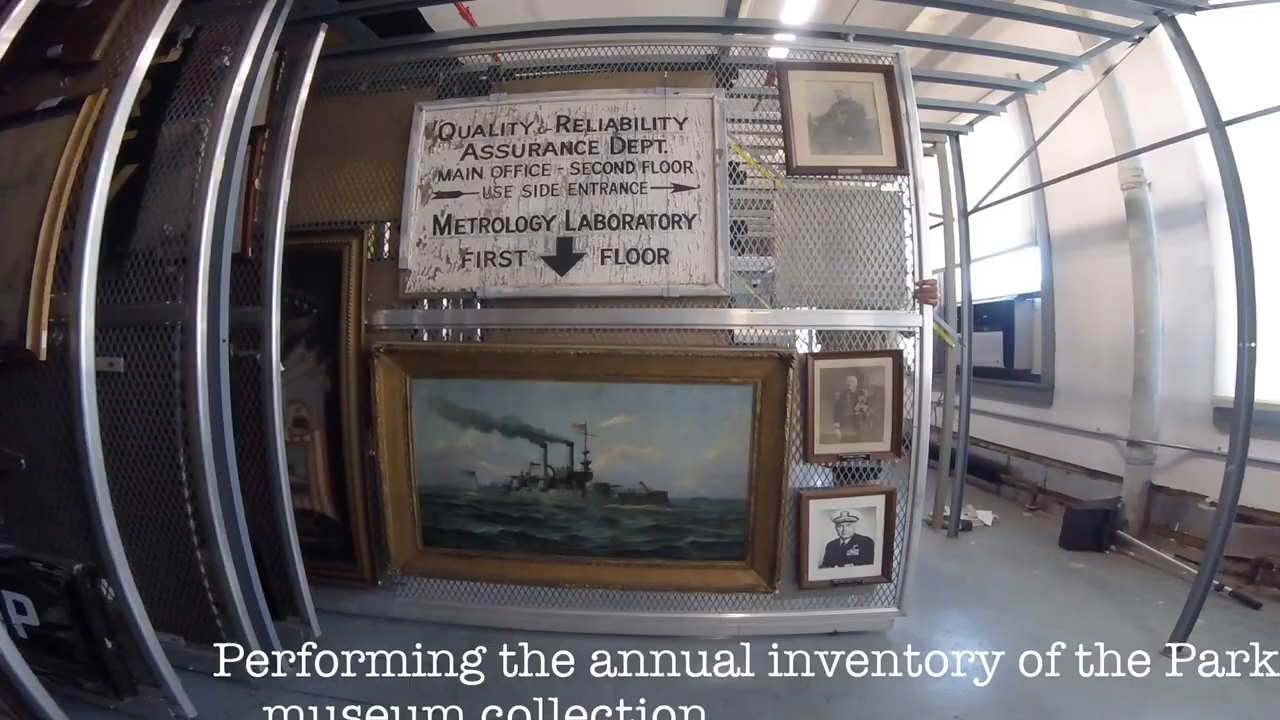 QUALITY & RELIABILITY
ASSURANCE DEPT.
MAIN OFFICE - SECOND FLOOR
USE SIDE ENTRANCE
METROLOGY LABORATORY
FIRST FLOOR
P
Performing the annual inventory of the Park
museum collection